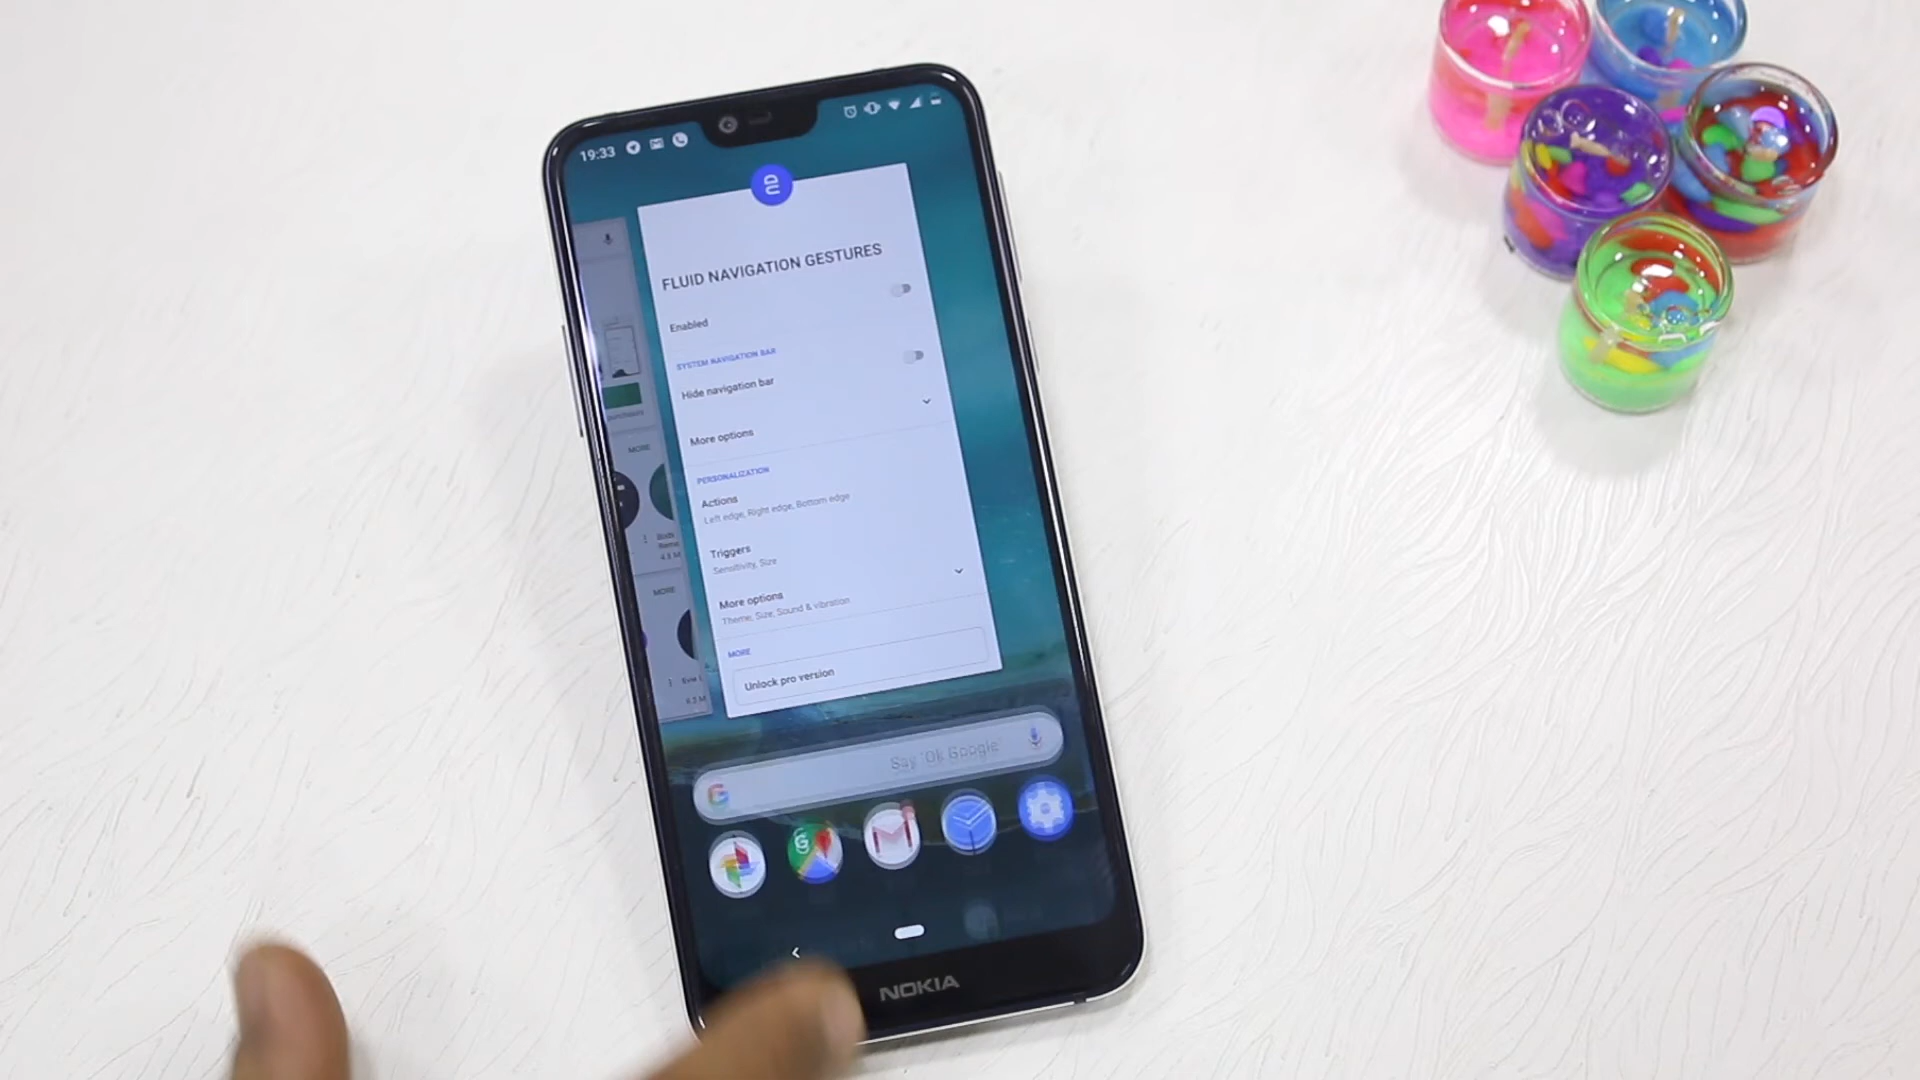 19:33
FLUID NAVIGATION GESTURES
Enabled
SYSTEM NAVIGATION BAR
Hide navigation bar
More options
PERSONALIZATION
Actions
Left edge, Right edge, Bottom edge
Triggers
Sensitivity, Size
More options
Theme, Size, Sound & vibration
MORE
Unlock pro version
MORE
MORE
Say "Ok Google"
NOKIA